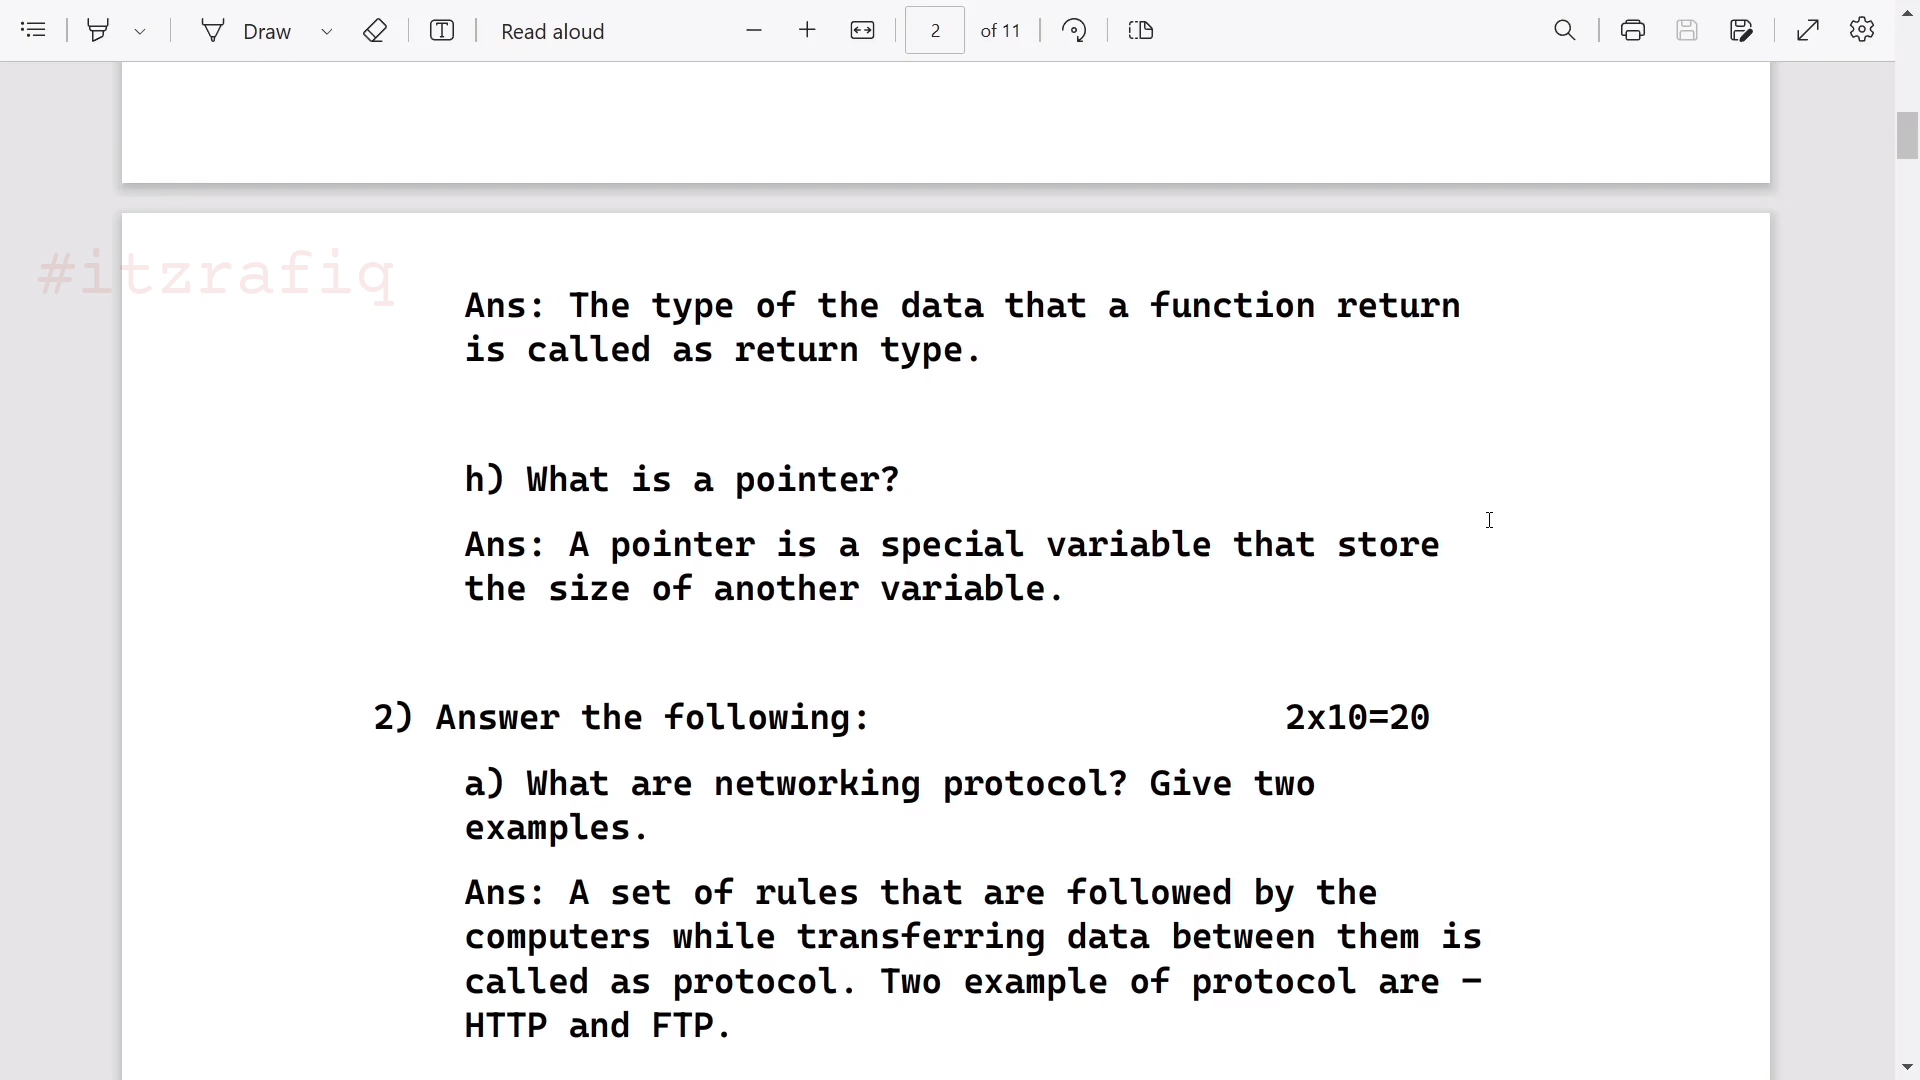 Draw
Read aloud
2
of 11
#itzrafiq
Ans: The type of the data that a function return
is called as return type.
h) What is a pointer?
Ans: A pointer is a special variable that store
the size of another variable.
2) Answer the following: 2x10=20
a) What are networking protocol? Give two
examples.
Ans: A set of rules that are followed by the
computers while transferring data between them is
called as protocol. Two example of protocol are –
HTTP and FTP.